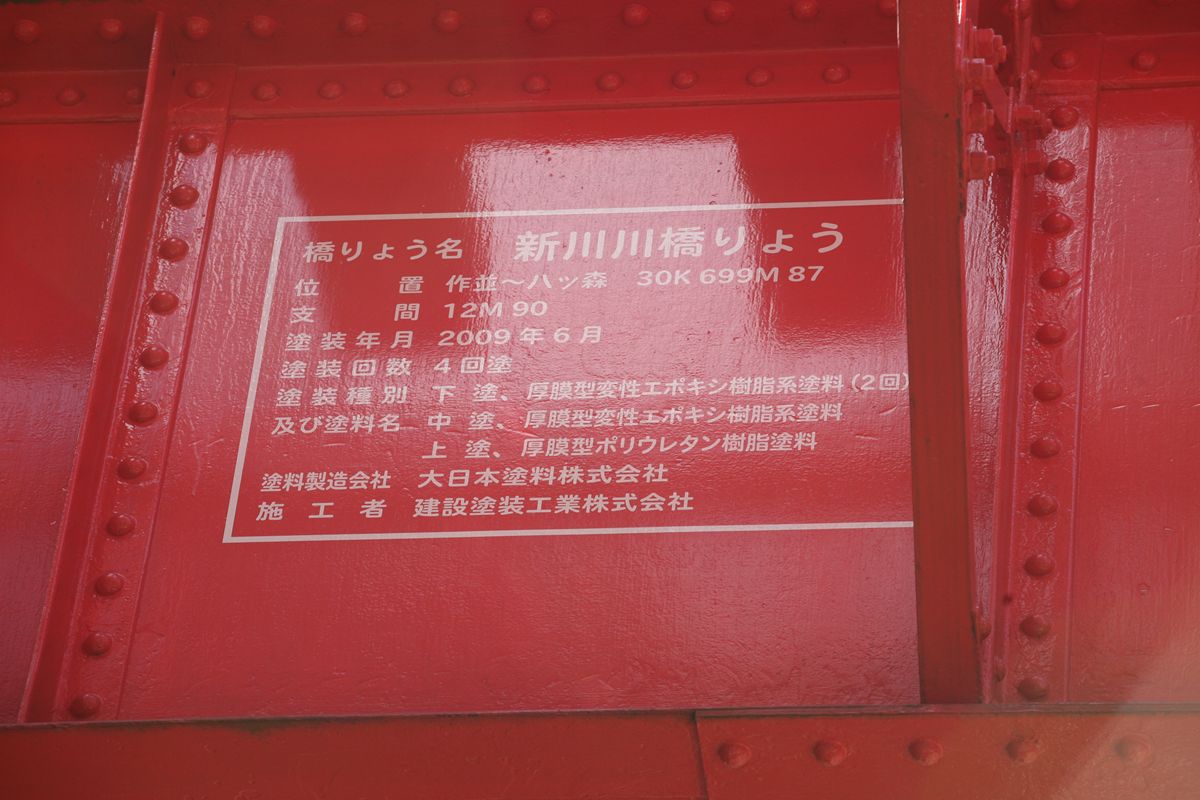 橋りょう名 新川川橋りょう
位置 作並〜八ッ森 30K 699M 87
支間 12M 90
塗装年月 2009年6月
塗装回数 4回塗
塗装種別 下塗、厚膜型変性エポキシ樹脂系塗料(2回)
及び塗料名 中塗、厚膜型変性エポキシ樹脂系塗料
上塗、厚膜型ポリウレタン樹脂塗料
塗料製造会社 大日本塗料株式会社
施工者 建設塗装工業株式会社